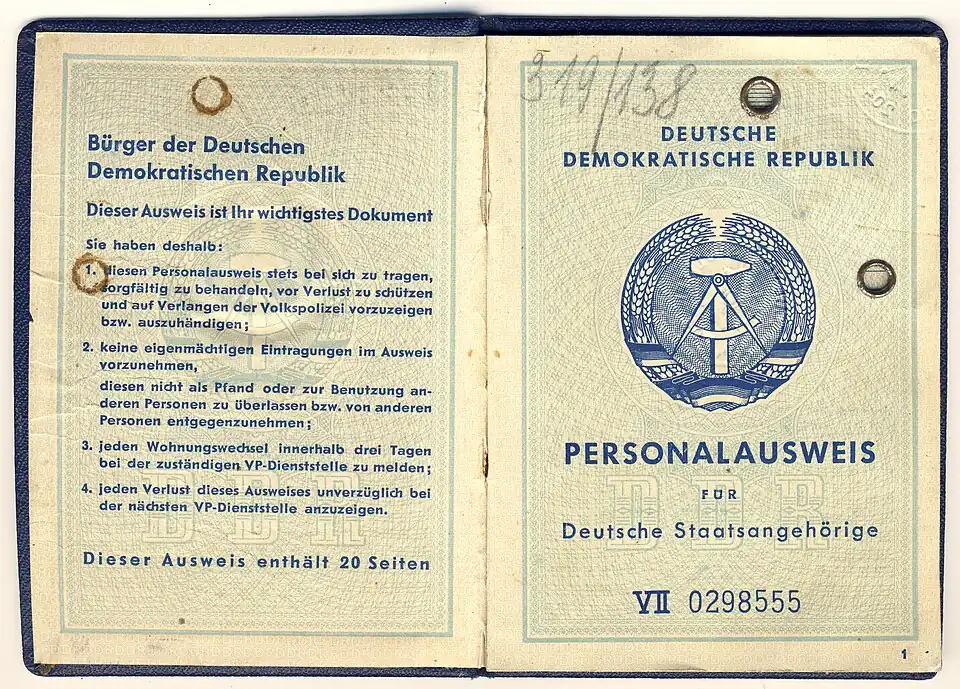 Bürger der Deutschen
Demokratischen Republik
Dieser Ausweis ist Ihr wichtigstes Dokument
Sie haben deshalb:
1. diesen Personalausweis stets bei sich zu tragen,
sorgfältig zu behandeln, vor Verlust zu schützen
und auf Verlangen der Volkspolizei vorzuzeigen
bzw. auszuhändigen;
2. keine eigenmächtigen Eintragungen im Ausweis
vorzunehmen,
diesen nicht als Pfand oder zur Benutzung an-
deren Personen zu überlassen bzw. von anderen
Personen entgegenzunehmen;
3. jeden Wohnungswechsel innerhalb drei Tagen
bei der zuständigen VP-Dienststelle zu melden;
4. jeden Verlust dieses Ausweises unverzüglich bei
der nächsten VP-Dienststelle anzuzeigen.
DDR
Dieser Ausweis enthält 20 Seiten
319/138
DEUTSCHE
DEMOKRATISCHE REPUBLIK
PERSONALAUSWEIS
FÜR
DDR
Deutsche Staatsangehörige
VII 0298555
1